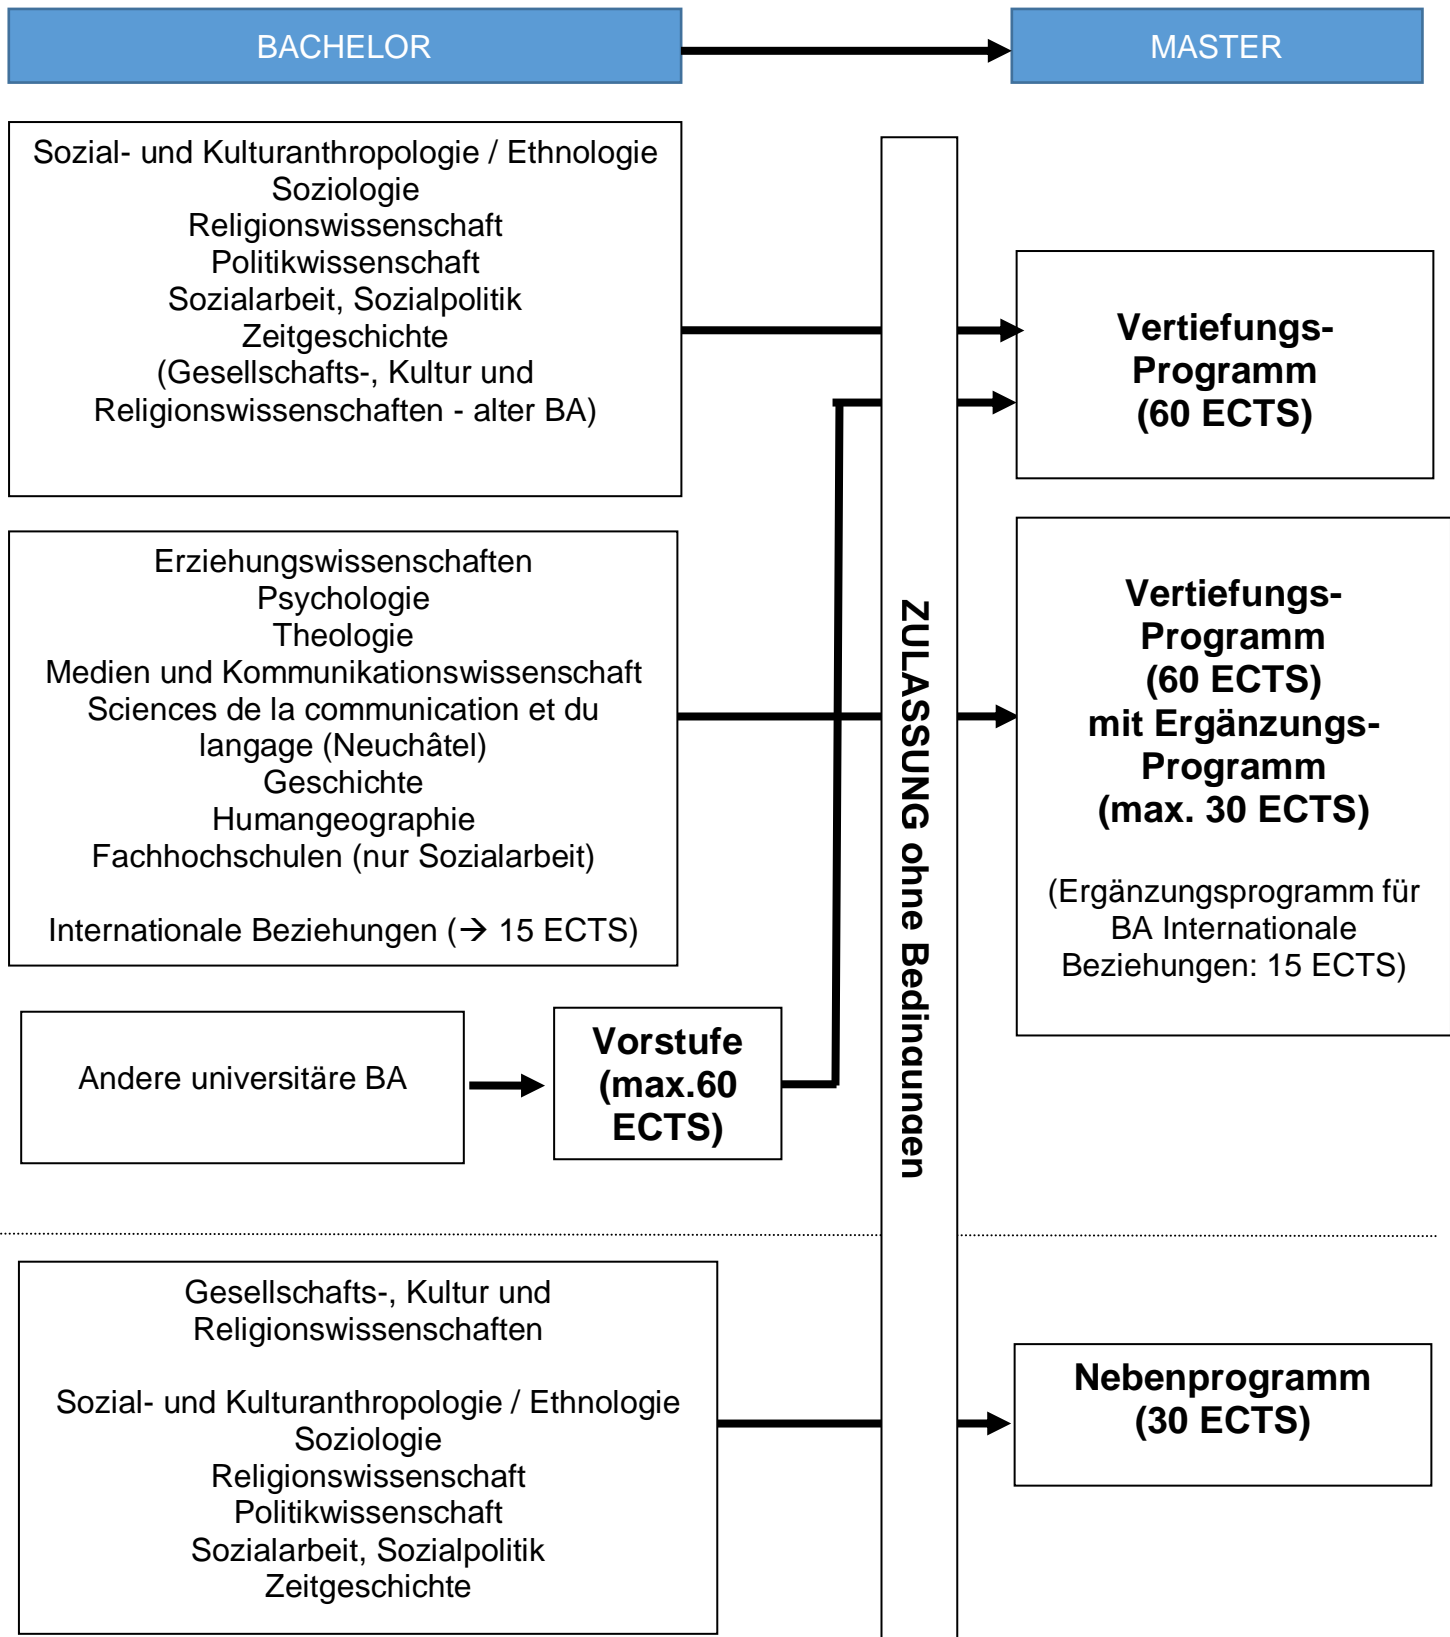 BACHELOR
MASTER
Sozial- und Kulturanthropologie / Ethnologie
Soziologie
Religionswissenschaft
Politikwissenschaft
Sozialarbeit, Sozialpolitik
Zeitgeschichte
(Gesellschafts-, Kultur und
Religionswissenschaften - alter BA)
Vertiefungs-
Programm
(60 ECTS)
Erziehungswissenschaften
Psychologie
Theologie
Medien und Kommunikationswissenschaft
Sciences de la communication et du
langage (Neuchâtel)
Geschichte
Humangeographie
Fachhochschulen (nur Sozialarbeit)
Internationale Beziehungen (→ 15 ECTS)
ZULASSUNG ohne Bedingungen
Vertiefungs-
Programm
(60 ECTS)
mit Ergänzungs-
Programm
(max. 30 ECTS)
(Ergänzungsprogramm für
BA Internationale
Beziehungen: 15 ECTS)
Andere universitäre BA
Vorstufe
(max.60
ECTS)
Gesellschafts-, Kultur und
Religionswissenschaften
Sozial- und Kulturanthropologie / Ethnologie
Soziologie
Religionswissenschaft
Politikwissenschaft
Sozialarbeit, Sozialpolitik
Zeitgeschichte
Nebenprogramm
(30 ECTS)